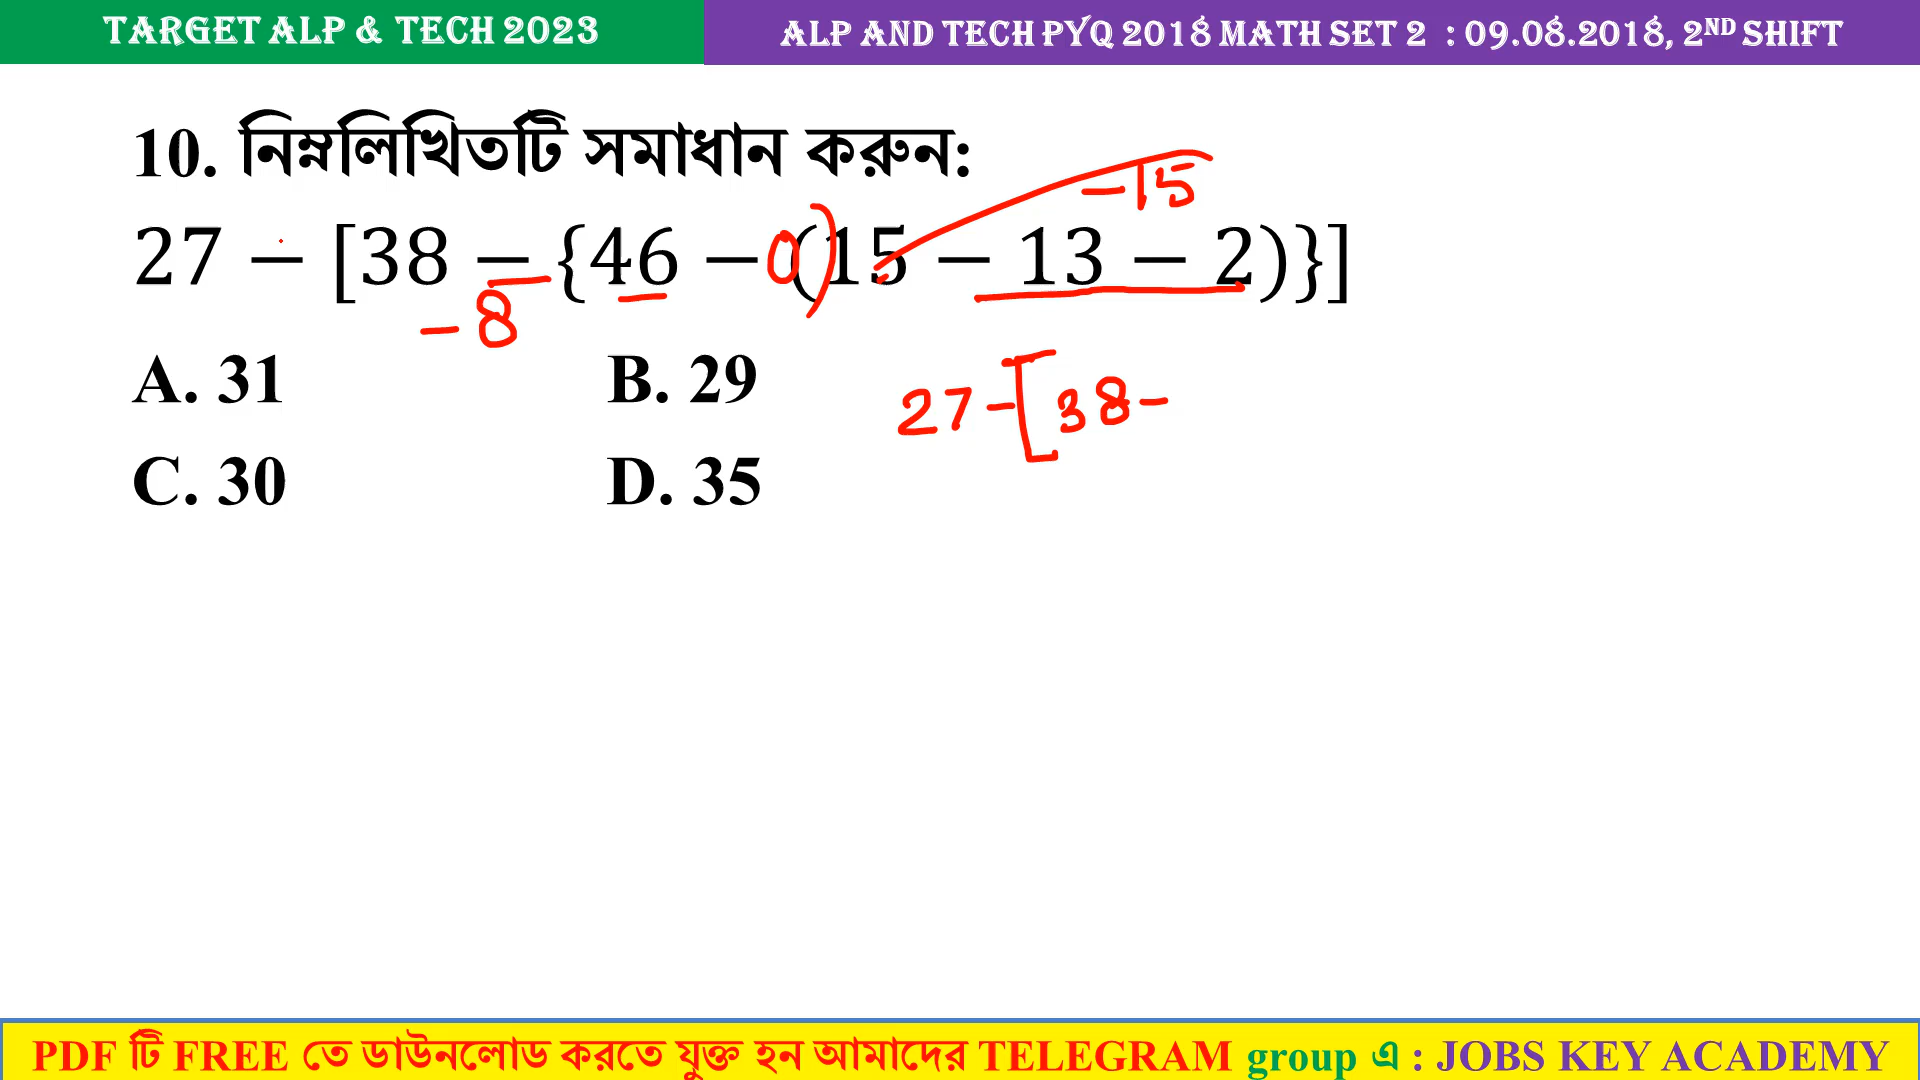 TARGET ALP & TECH 2023
ALP AND TECH PYQ 2018 MATH SET 2 : 09.08.2018, 2ND SHIFT
10. নিম্নলিখিতটি সমাধান করুন:
-15
27 − [38 − {46 − (15 − 13 − 2)}]
0)
-8
A. 31 B. 29
27-[38-
C. 30 D. 35
PDF টি FREE তে ডাউনলোড করতে যুক্ত হন আমাদের TELEGRAM group এ : JOBS KEY ACADEMY